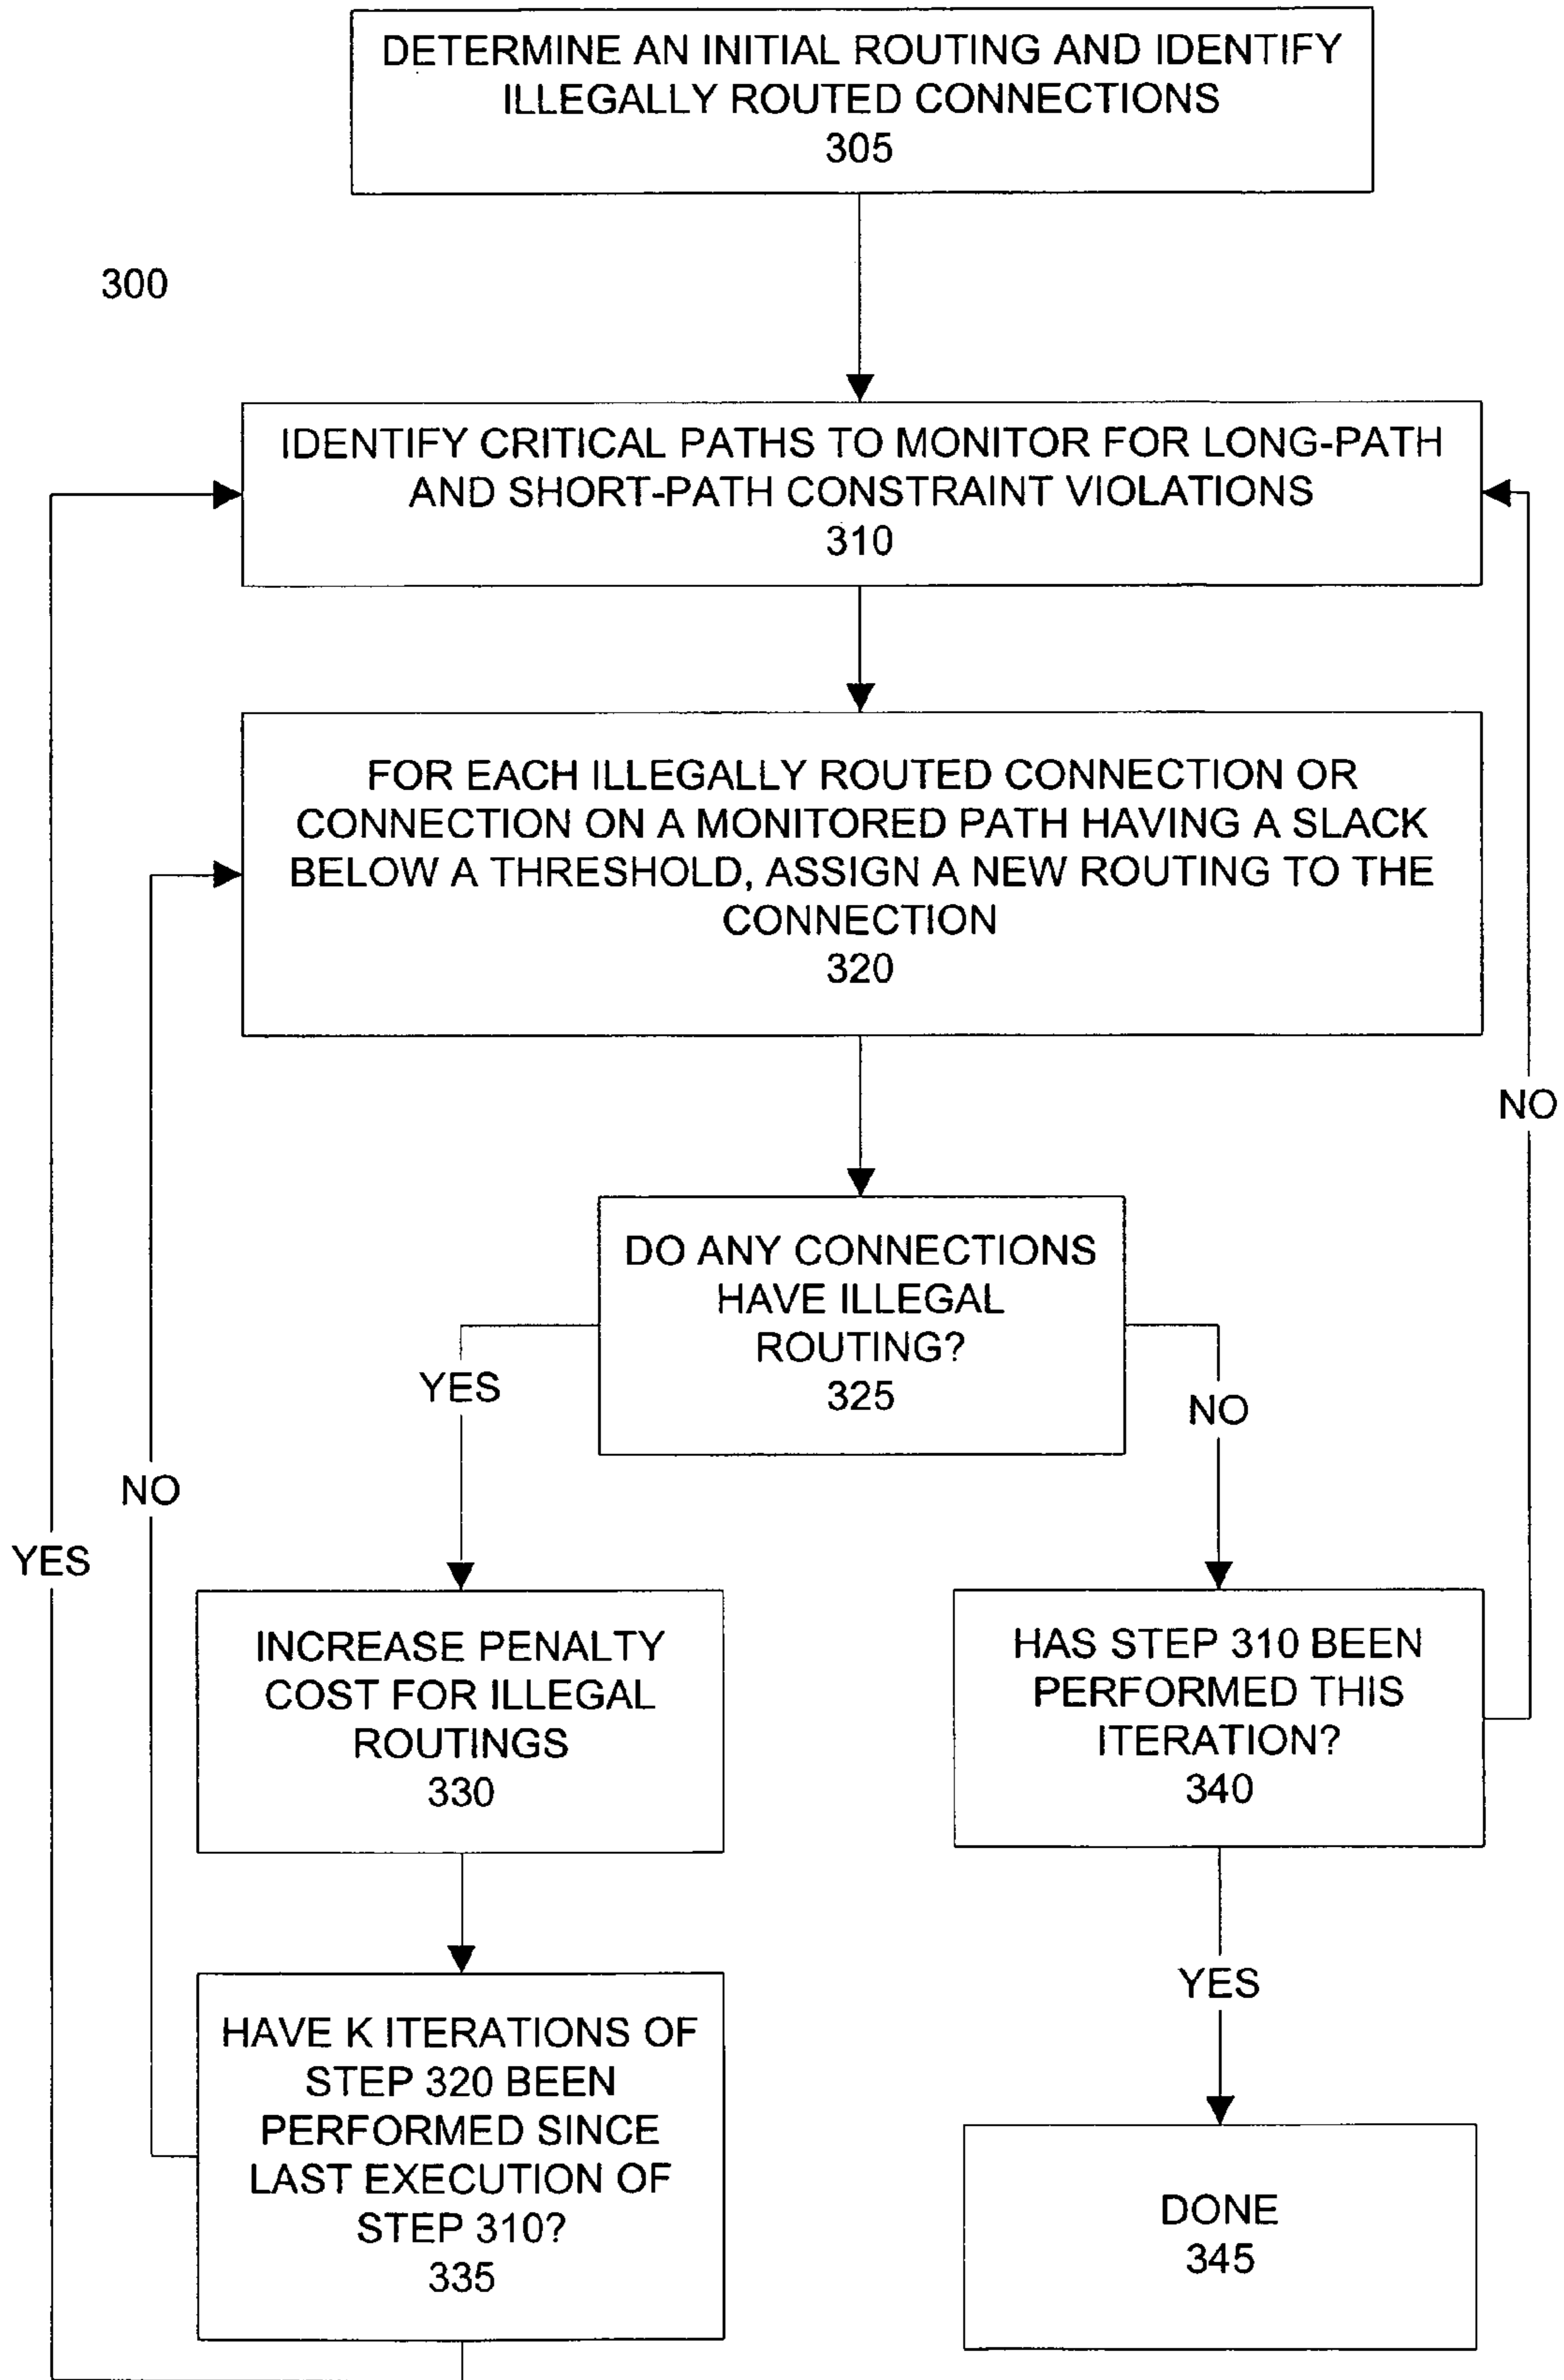 DETERMINE AN INITIAL ROUTING AND IDENTIFY
ILLEGALLY ROUTED CONNECTIONS
305
300
IDENTIFY CRITICAL PATHS TO MONITOR FOR LONG-PATH
AND SHORT-PATH CONSTRAINT VIOLATIONS
310
FOR EACH ILLEGALLY ROUTED CONNECTION OR
CONNECTION ON A MONITORED PATH HAVING A SLACK
BELOW A THRESHOLD, ASSIGN A NEW ROUTING TO THE
CONNECTION
320
NO
DO ANY CONNECTIONS
HAVE ILLEGAL
ROUTING?
325
YES
NO
NO
YES
INCREASE PENALTY
COST FOR ILLEGAL
ROUTINGS
330
HAS STEP 310 BEEN
PERFORMED THIS
ITERATION?
340
YES
HAVE K ITERATIONS OF
STEP 320 BEEN
PERFORMED SINCE
LAST EXECUTION OF
STEP 310?
335
DONE
345